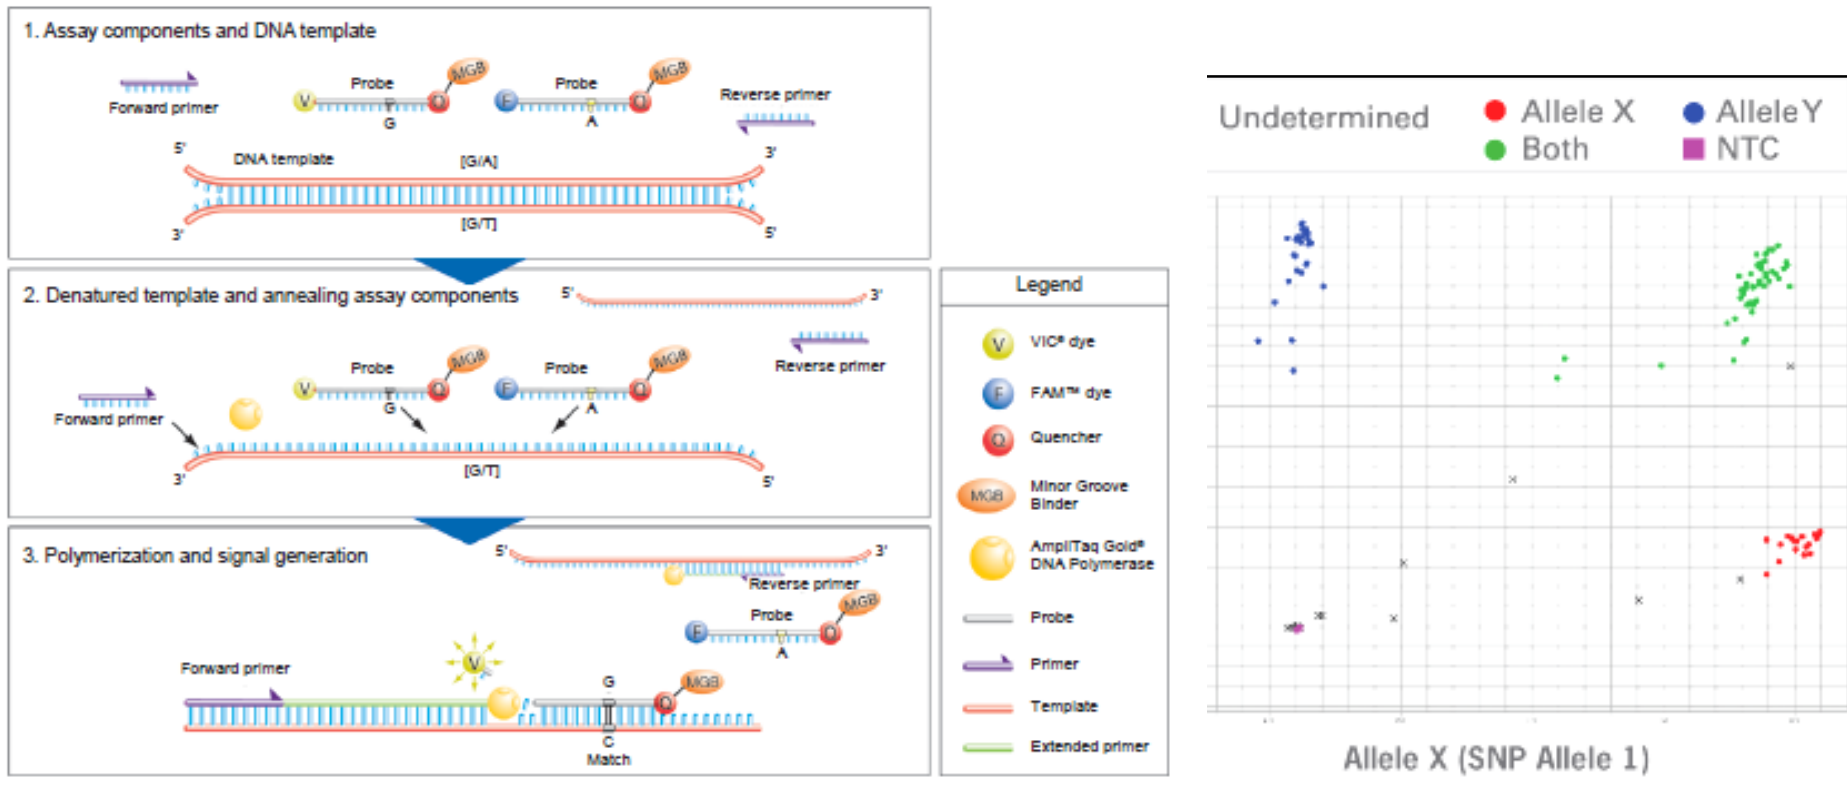 1. Assay components and DNA template
Forward primer
V
Probe
G
Q
MGB
F
Probe
A
Q
MGB
Reverse primer
5'
DNA template
[G/A]
3'
3'
[G/T]
5'
2. Denatured template and annealing assay components
5'
3'
Forward primer
V
Probe
G
Q
MGB
F
Probe
A
Q
MGB
Reverse primer
3'
[G/T]
5'
3. Polymerization and signal generation
5'
3'
Reverse primer
F
Probe
A
Q
MGB
Forward primer
V
G
Q
MGB
C
Match
Legend
V
VIC® dye
F
FAM™ dye
Q
Quencher
MGB
Minor Groove
Binder
AmpliTaq Gold®
DNA Polymerase
Probe
Primer
Template
Extended primer
Undetermined
Allele X
Allele Y
Both
NTC
Allele X (SNP Allele 1)